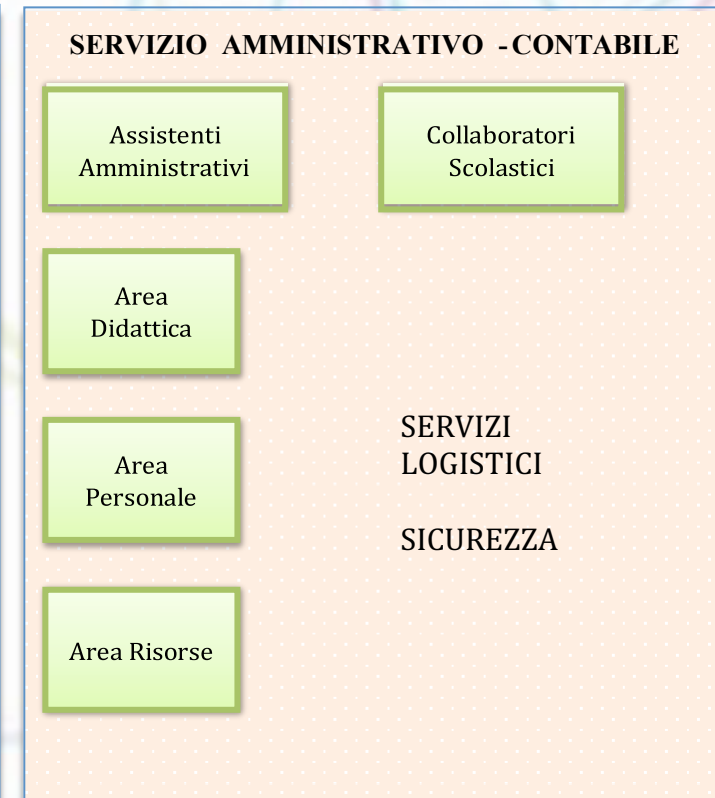 SERVIZIO AMMINISTRATIVO - CONTABILE
Assistenti
Amministrativi
Collaboratori
Scolastici
Area
Didattica
Area
Personale
Area Risorse
SERVIZI
LOGISTICI
SICUREZZA